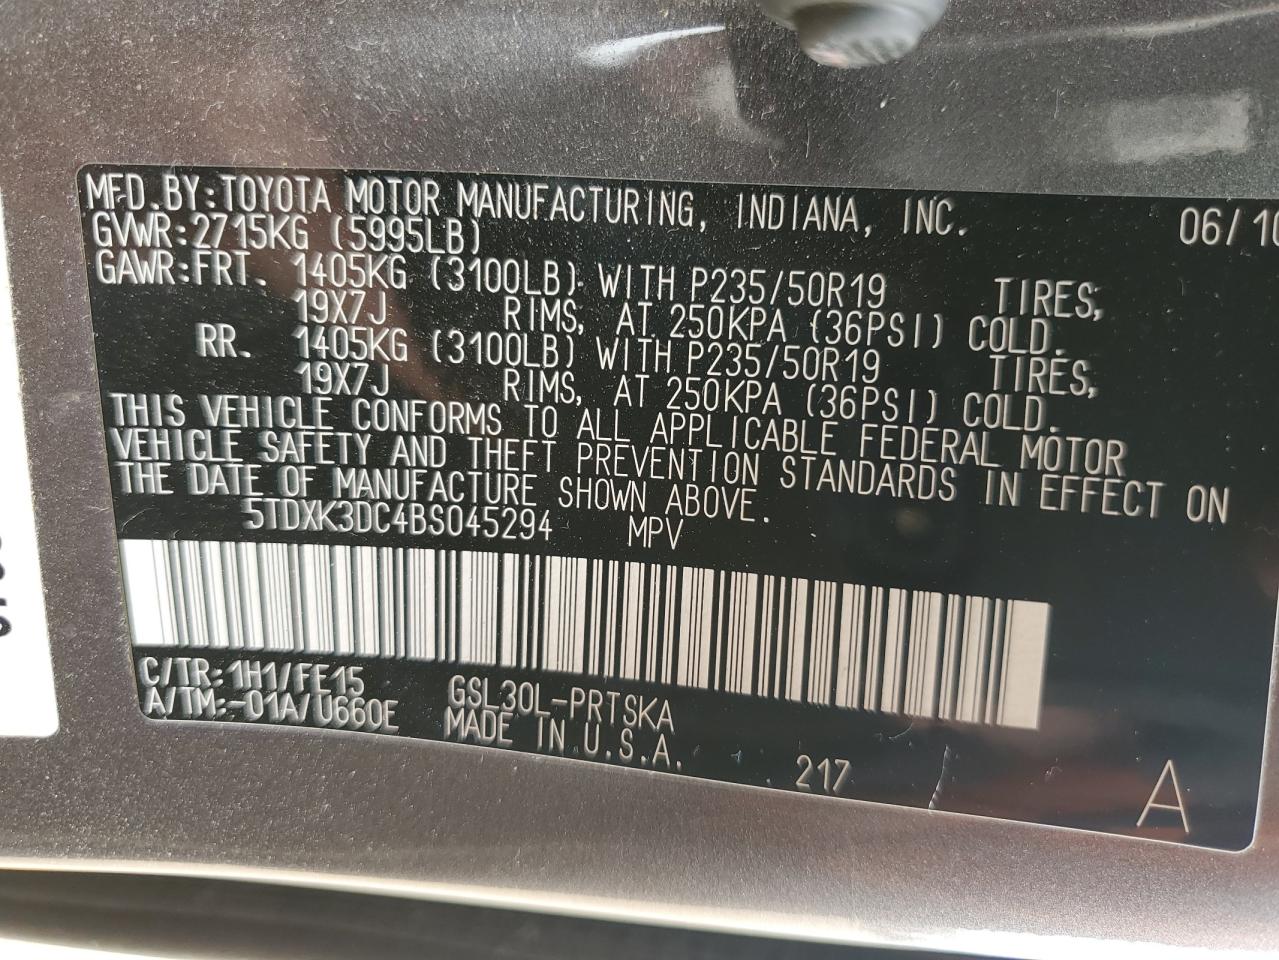 MFD.BY:TOYOTA MOTOR MANUFACTURING, INDIANA, INC. 06/10
GVWR:2715KG (5995LB)
GAWR:FRT. 1405KG (3100LB) WITH P235/50R19 TIRES,
19X7J RIMS, AT 250KPA (36PSI) COLD.
RR. 1405KG (3100LB) WITH P235/50R19 TIRES,
19X7J RIMS, AT 250KPA (36PSI) COLD.
THIS VEHICLE CONFORMS TO ALL APPLICABLE FEDERAL MOTOR
VEHICLE SAFETY AND THEFT PREVENTION STANDARDS IN EFFECT ON
THE DATE OF MANUFACTURE SHOWN ABOVE.
5TDXK3DC4BS045294 MPV
C/TR:1H1/FE15 GSL30L-PRTSKA
A/TM:-01A/U660E MADE IN U.S.A.
217
A